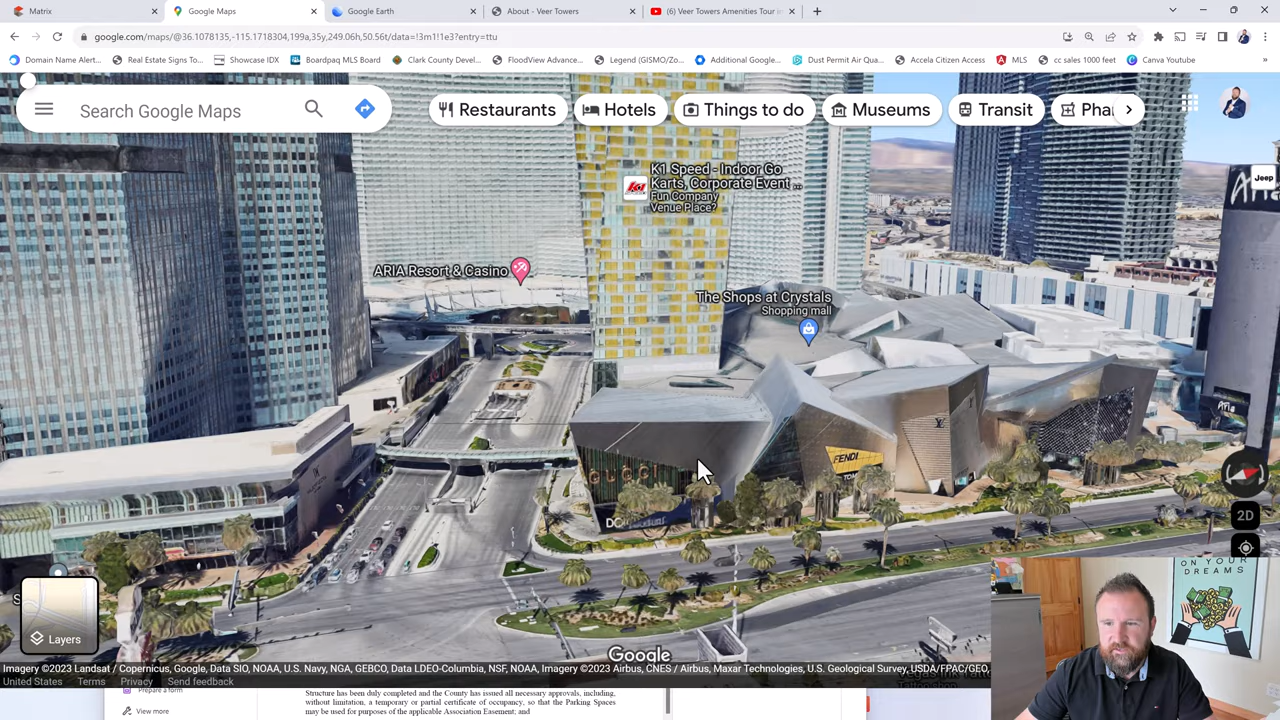 Matrix
Google Maps
Google Earth
About - Veer Towers
(6) Veer Towers Amenities Tour i
google.com/maps/@36.1078135,-115.1718304,199a,35y,249.06h,50.56t/data=!3m1!1e3?entry=ttu
Domain Name Alert...
Real Estate Signs To...
Showcase IDX
Boardpaq MLS Board
Clark County Devel...
FloodView Advance...
Legend (GISMO/Zo...
Additional Google...
Dust Permit Air Qua...
Accela Citizen Access
MLS
cc sales 1000 feet
Canva Youtube
»
Search Google Maps
Restaurants
Hotels
Things to do
Museums
Transit
Pha
K1 Speed - Indoor Go
Karts, Corporate Event ...
Fun Company
Venue Place?
Jeep
Aria
ARIA Resort & Casino
The Shops at Crystals
Shopping mall
GUCCI
FENDI
2D
ON YOUR
DREAMS
Layers
Google
Imagery ©2023 Landsat / Copernicus, Google, Data SIO, NOAA, U.S. Navy, NGA, GEBCO, Data LDEO-Columbia, NSF, NOAA, Imagery ©2023 Airbus, CNES / Airbus, Maxar Technologies, U.S. Geological Survey, USDA/FPAC/GEO,
United States
Terms
Privacy
Send feedback
Prepare a form
View more
Structure has been duly completed and the County has issued all necessary approvals, including,
without limitation, a temporary or partial certificate of occupancy, so that the Parking Spaces
may be used for purposes of the applicable Association Easement; and